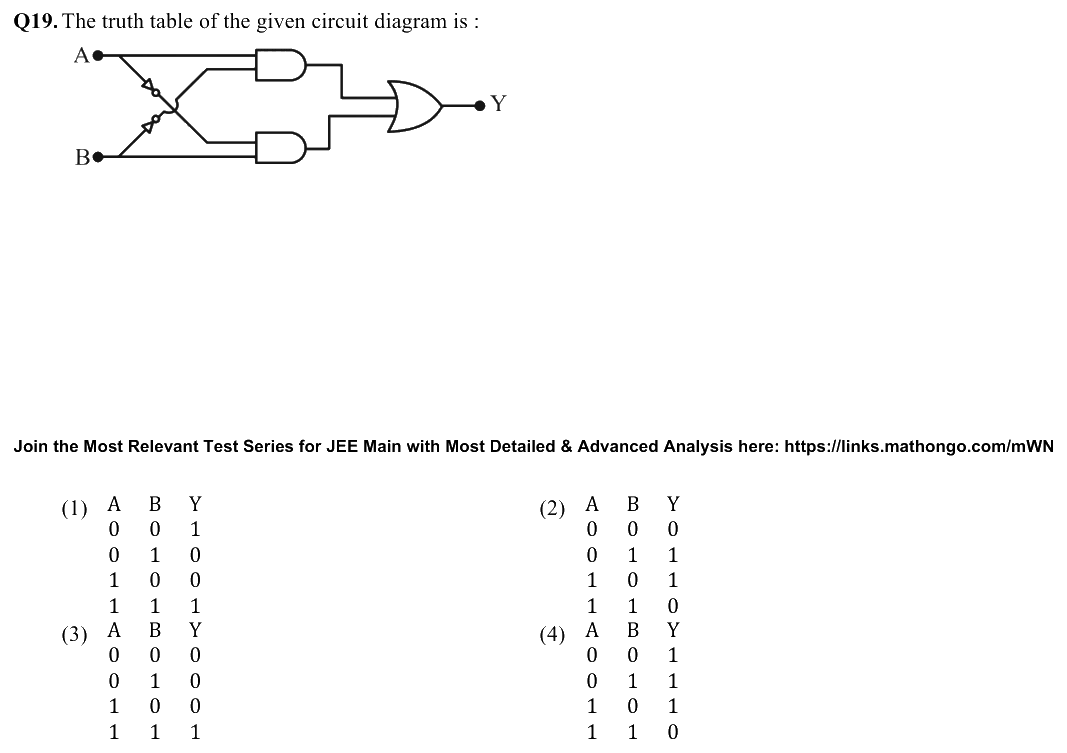 Q19. The truth table of the given circuit diagram is :
A
Y
B
Join the Most Relevant Test Series for JEE Main with Most Detailed & Advanced Analysis here: https://links.mathongo.com/mWN
(1) A B Y
0 0 1
0 1 0
1 0 0
1 1 1
(2) A B Y
0 0 0
0 1 1
1 0 1
1 1 0
(3) A B Y
0 0 0
0 1 0
1 0 0
1 1 1
(4) A B Y
0 0 1
0 1 1
1 0 1
1 1 0